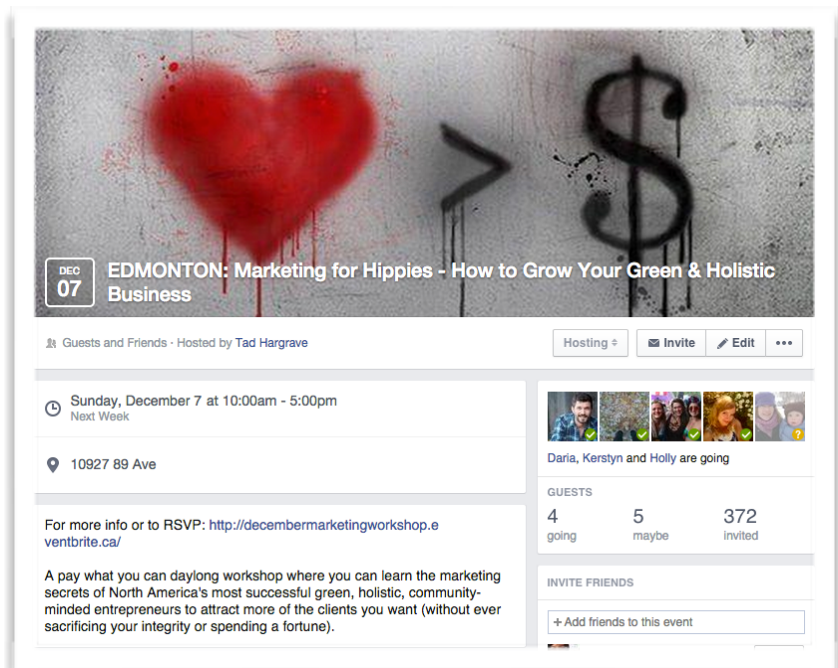 > $
DEC
07
EDMONTON: Marketing for Hippies - How to Grow Your Green & Holistic
Business
Guests and Friends · Hosted by Tad Hargrave
Hosting
Invite
Edit
Sunday, December 7 at 10:00am - 5:00pm
Next Week
10927 89 Ave
For more info or to RSVP: http://decembermarketingworkshop.e
ventbrite.ca/
A pay what you can daylong workshop where you can learn the marketing
secrets of North America's most successful green, holistic, community-
minded entrepreneurs to attract more of the clients you want (without ever
sacrificing your integrity or spending a fortune).
?
Daria, Kerstyn and Holly are going
GUESTS
4
going
5
maybe
372
invited
INVITE FRIENDS
+ Add friends to this event